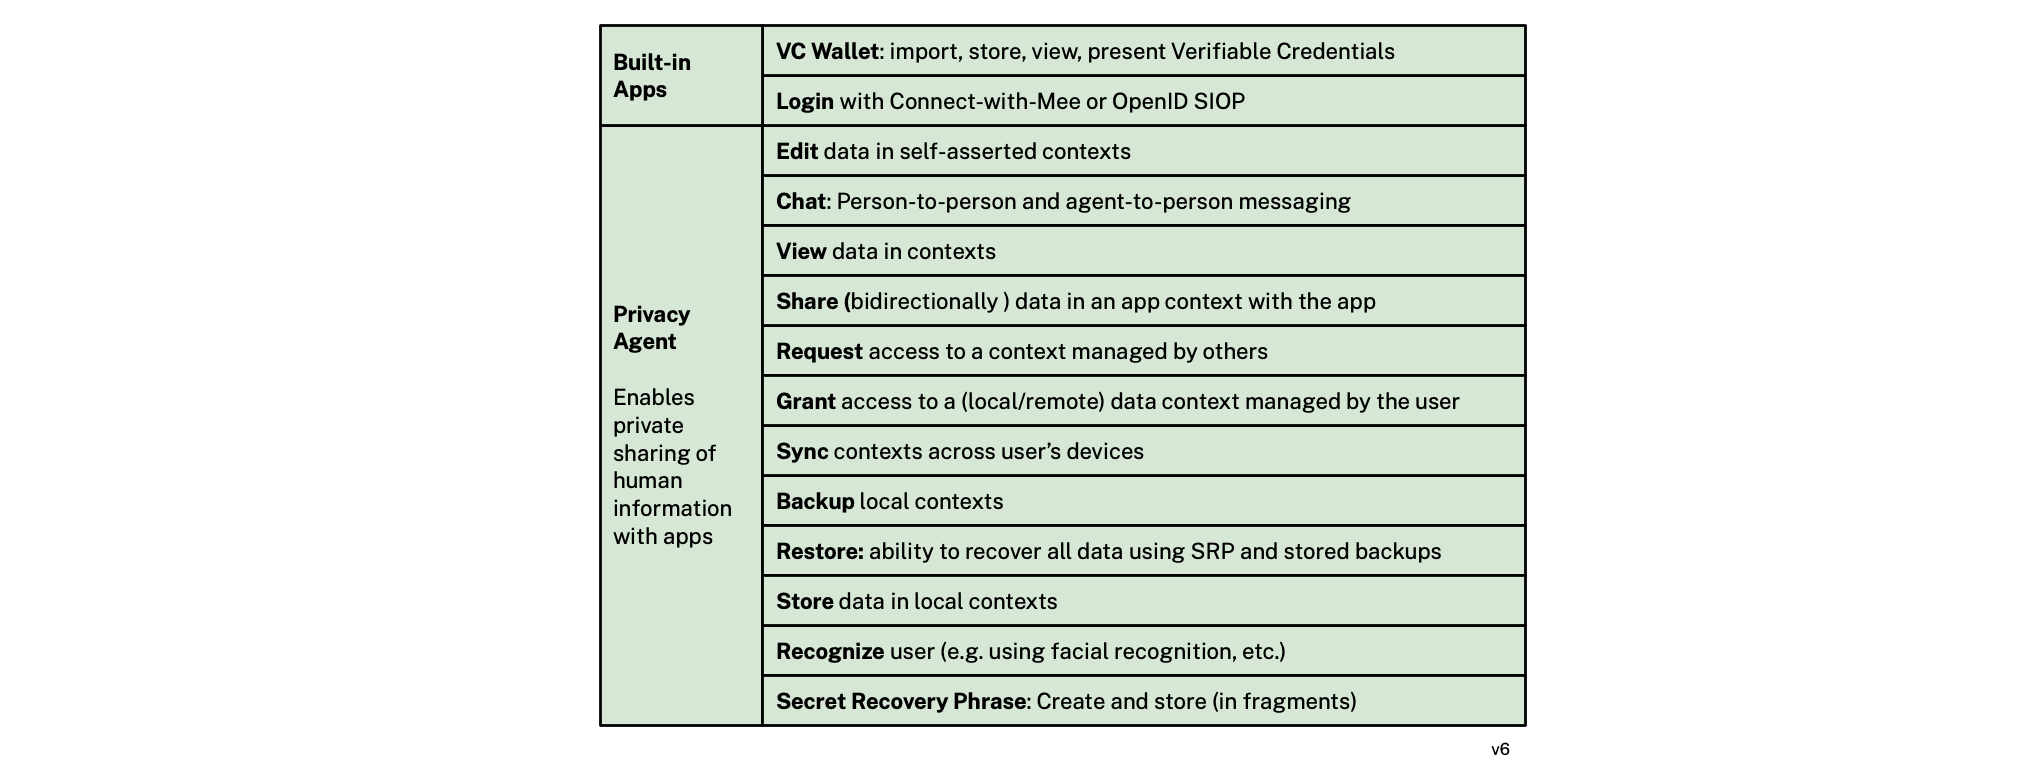 Built-in
Apps
VC Wallet: import, store, view, present Verifiable Credentials
Login with Connect-with-Mee or OpenID SIOP
Privacy
Agent
Enables
private
sharing of
human
information
with apps
Edit data in self-asserted contexts
Chat: Person-to-person and agent-to-person messaging
View data in contexts
Share (bidirectionally ) data in an app context with the app
Request access to a context managed by others
Grant access to a (local/remote) data context managed by the user
Sync contexts across user’s devices
Backup local contexts
Restore: ability to recover all data using SRP and stored backups
Store data in local contexts
Recognize user (e.g. using facial recognition, etc.)
Secret Recovery Phrase: Create and store (in fragments)
v6